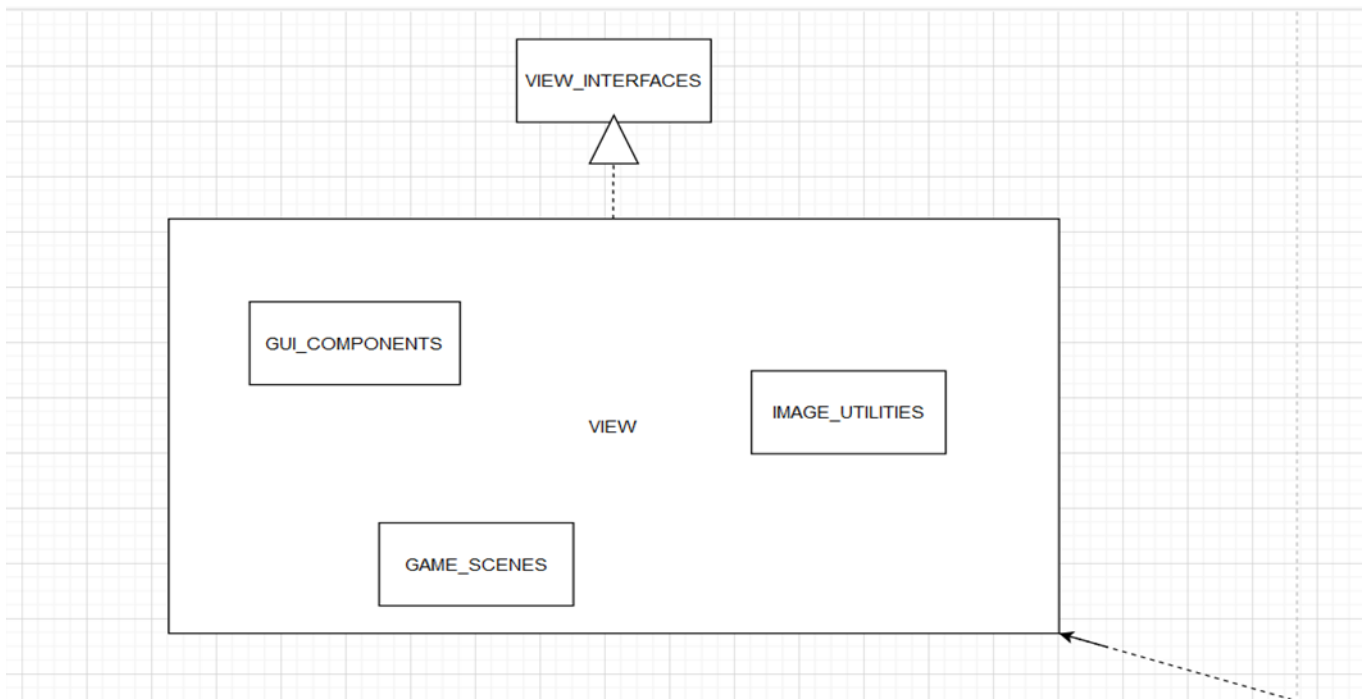 VIEW_INTERFACES
GUI_COMPONENTS
IMAGE_UTILITIES
VIEW
GAME_SCENES